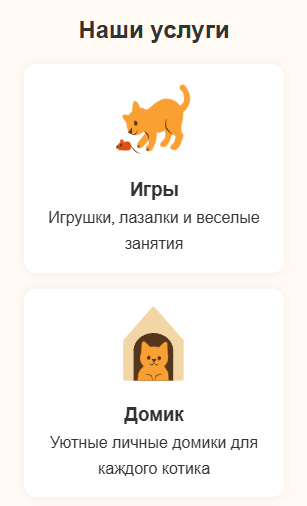 Наши услуги
Игры
Игрушки, лазалки и веселые
занятия
Домик
Уютные личные домики для
каждого котика